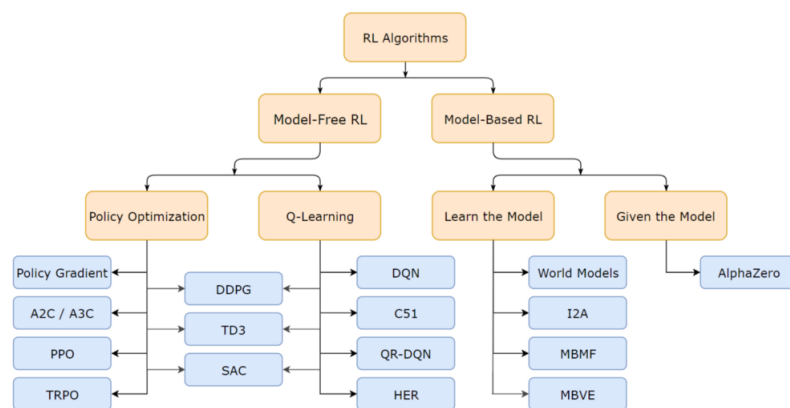 RL Algorithms
Model-Free RL
Model-Based RL
Policy Optimization
Q-Learning
Learn the Model
Given the Model
Policy Gradient
DDPG
DQN
World Models
AlphaZero
A2C / A3C
TD3
C51
I2A
PPO
SAC
QR-DQN
MBMF
TRPO
HER
MBVE